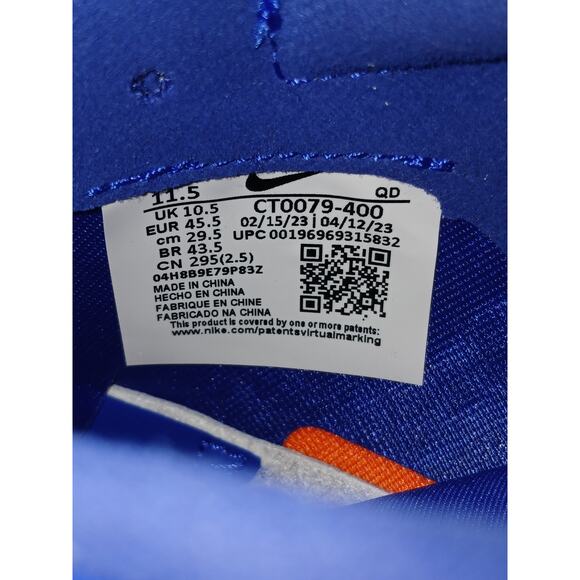 11.5 QD
UK 10.5 CT0079-400
EUR 45.5 02/15/23 | 04/12/23
cm 29.5 UPC 00196969315832
BR 43.5
CN 295(2.5)
04H8B9E79P83Z
MADE IN CHINA
HECHO EN CHINA
FABRIQUE EN CHINE
FABRICADO NA CHINA
This product is covered by one or more patents:
www.nike.com/patentsvirtualmarking